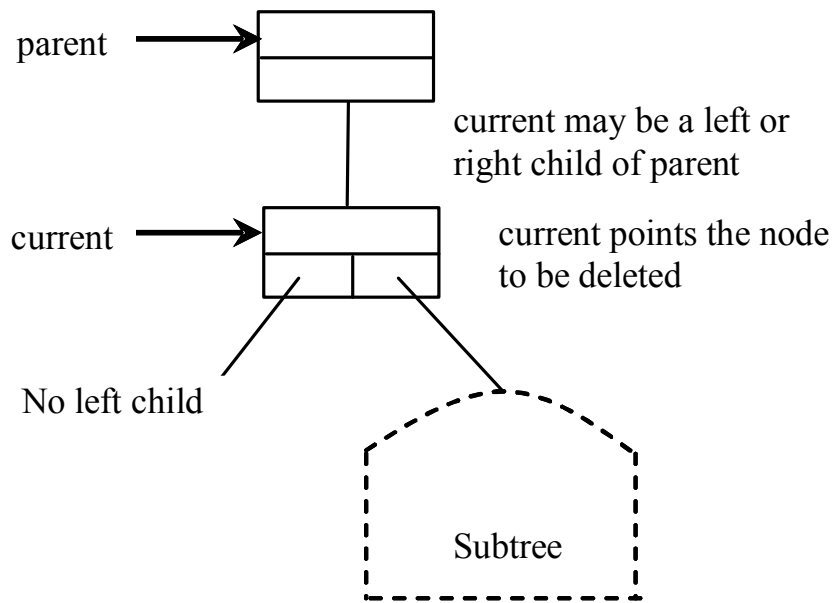 parent
current may be a left or
right child of parent
current
current points the node
to be deleted
No left child
Subtree